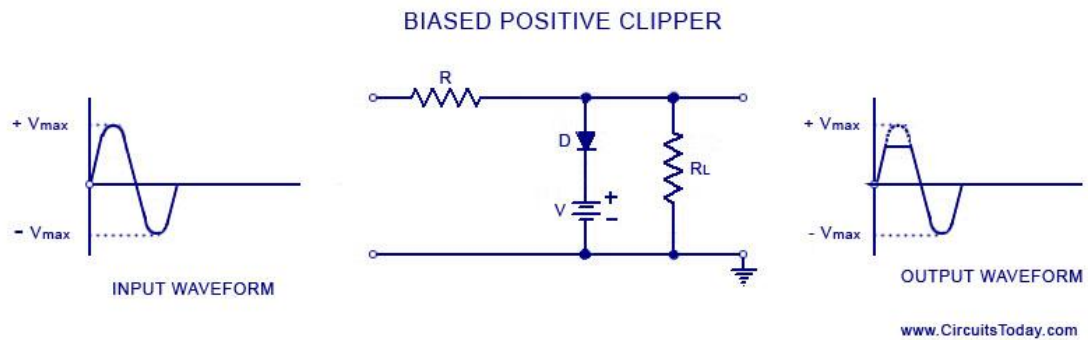 BIASED POSITIVE CLIPPER
R
+ Vmax
D
RL
V
+
−
− Vmax
INPUT WAVEFORM
+ Vmax
- Vmax
OUTPUT WAVEFORM
www.CircuitsToday.com